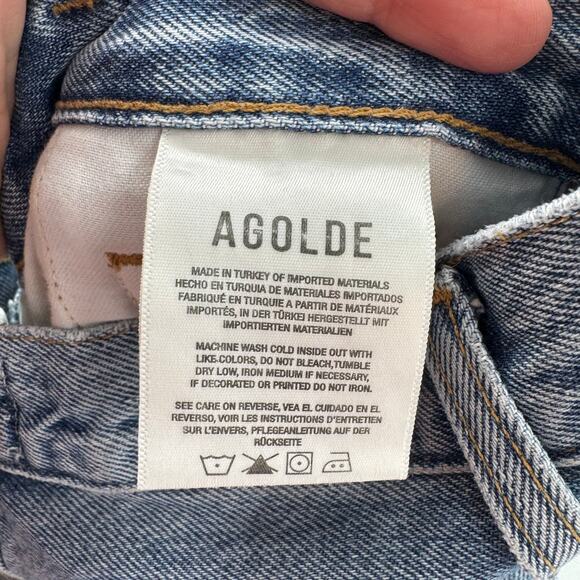 AGOLDE
MADE IN TURKEY OF IMPORTED MATERIALS
HECHO EN TURQUIA DE MATERIALES IMPORTADOS
FABRIQUÉ EN TURQUIE A PARTIR DE MATÉRIAUX
IMPORTÉS, IN DER TÜRKEI HERGESTELLT MIT
IMPORTIERTEN MATERIALIEN
MACHINE WASH COLD INSIDE OUT WITH
LIKE-COLORS, DO NOT BLEACH,TUMBLE
DRY LOW, IRON MEDIUM IF NECESSARY,
IF DECORATED OR PRINTED DO NOT IRON.
SEE CARE ON REVERSE, VEA EL CUIDADO EN EL
REVERSO, VOIR LES INSTRUCTIONS D'ENTRETIEN
SUR L'ENVERS, PFLEGEANLEITUNG AUF DER
RÜCKSEITE